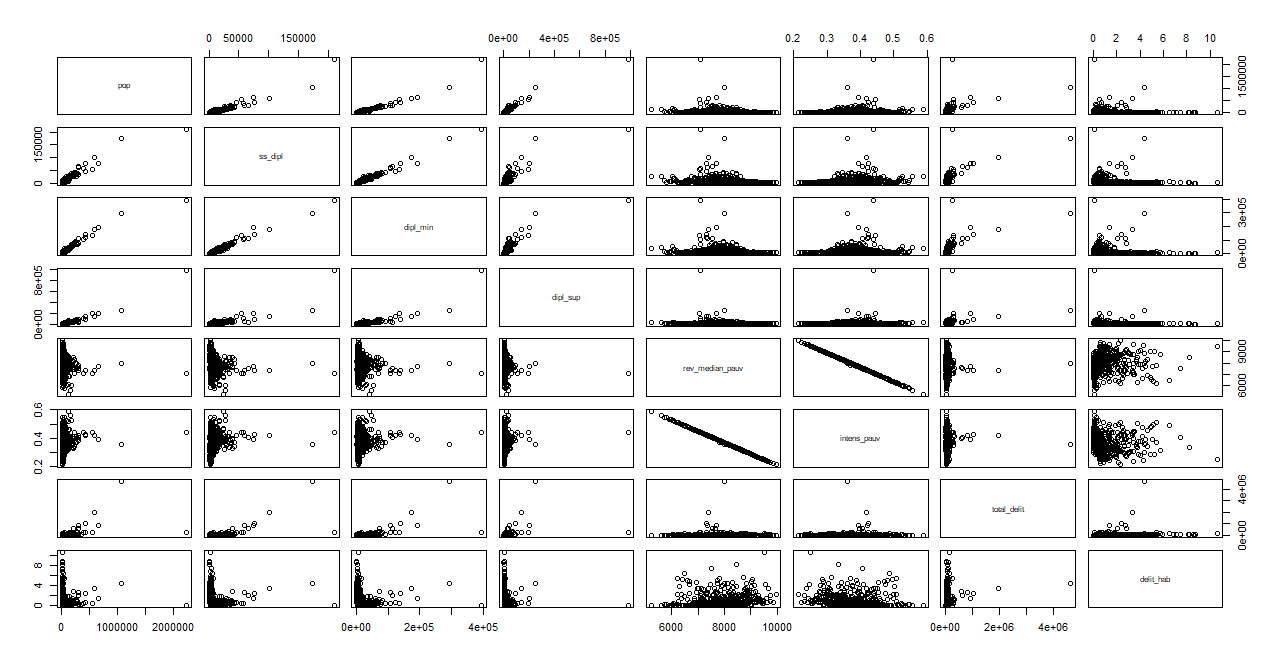 0 50000 150000 0e+00 4e+05 8e+05 0.2 0.3 0.4 0.5 0.6 0 2 4 6 8 10
pop 0 1500000
0 150000 ss_dipl
dipl_min 0e+00 3e+05
0e+00 8e+05 dipl_sup
rev_median_pauv 6000 9000
0.2 0.4 0.6 intens_pauv
total_delit 0e+00 4e+06
0 4 8 delit_hab
0 1000000 2000000 0e+00 2e+05 4e+05 6000 8000 10000 0e+00 2e+06 4e+06